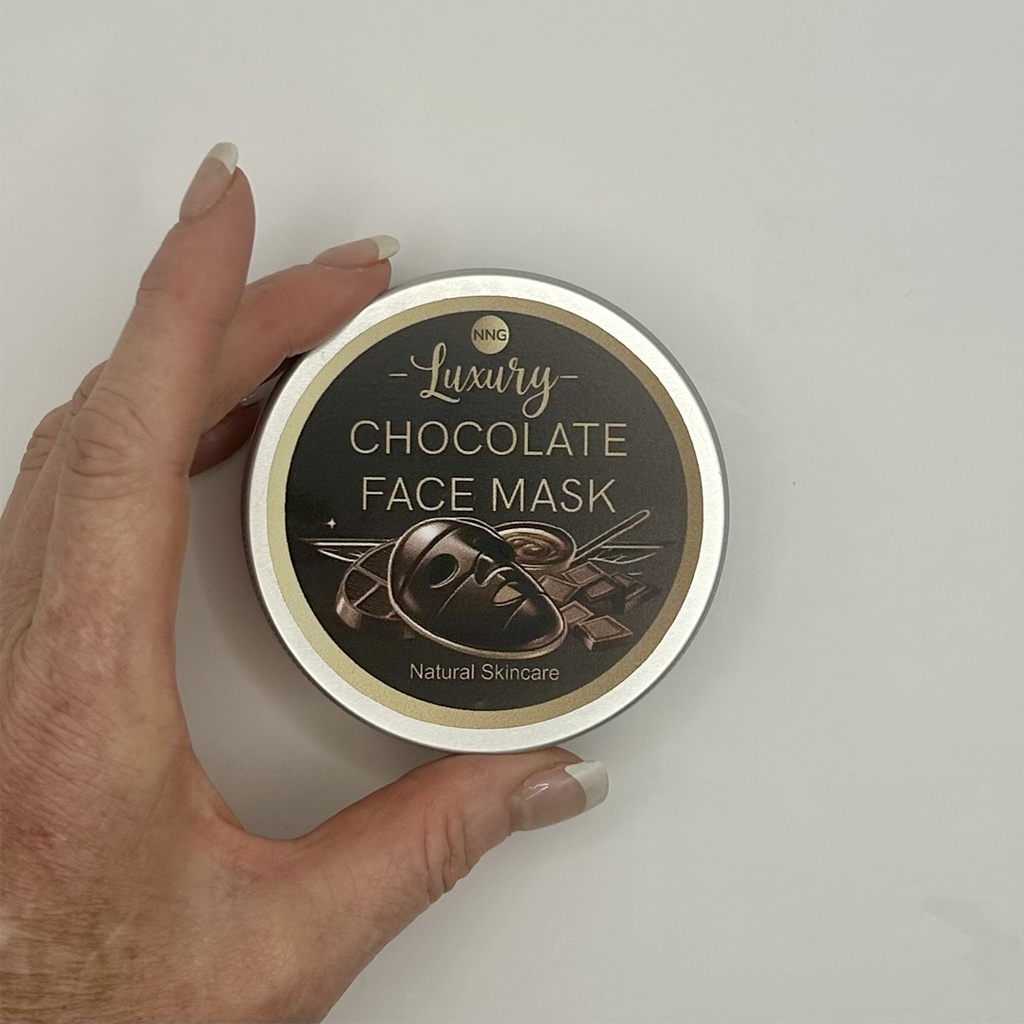 NNG
-Luxury-
CHOCOLATE
FACE MASK
Natural Skincare